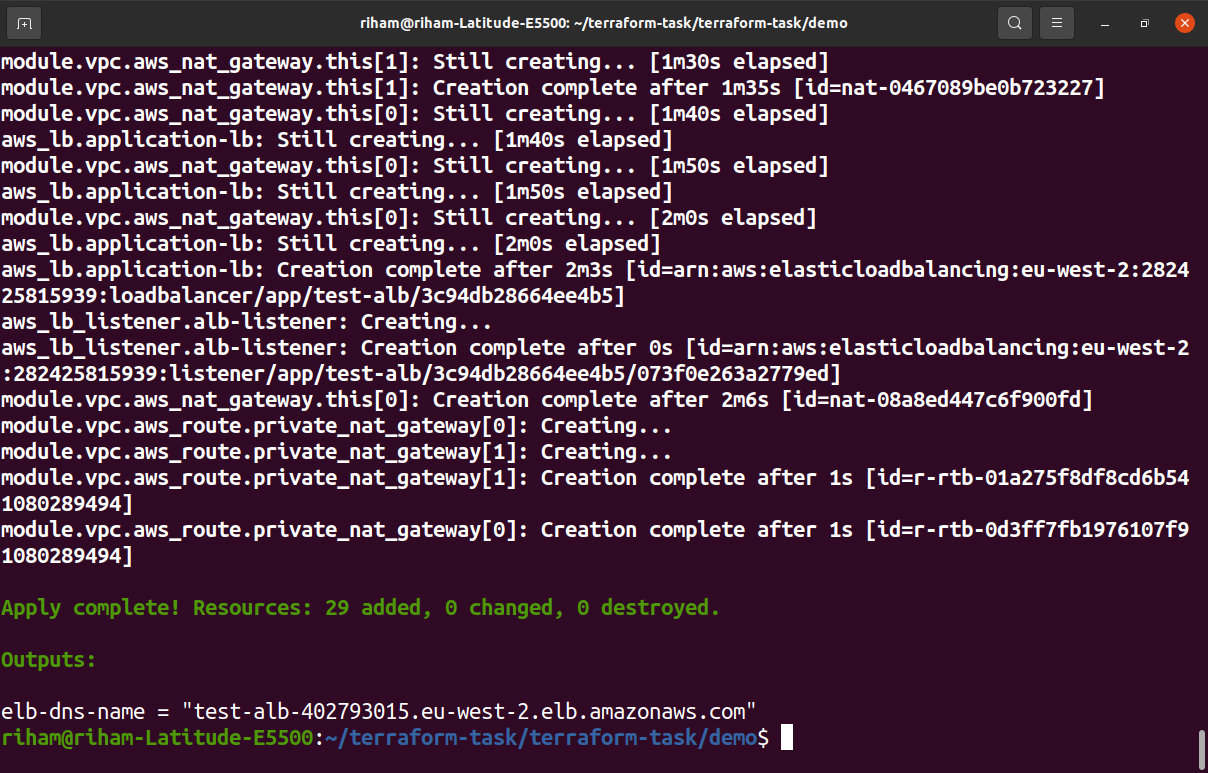 riham@riham-Latitude-E5500: ~/terraform-task/terraform-task/demo
module.vpc.aws_nat_gateway.this[1]: Still creating... [1m30s elapsed]
module.vpc.aws_nat_gateway.this[1]: Creation complete after 1m35s [id=nat-0467089be0b723227]
module.vpc.aws_nat_gateway.this[0]: Still creating... [1m40s elapsed]
aws_lb.application-lb: Still creating... [1m40s elapsed]
module.vpc.aws_nat_gateway.this[0]: Still creating... [1m50s elapsed]
aws_lb.application-lb: Still creating... [1m50s elapsed]
module.vpc.aws_nat_gateway.this[0]: Still creating... [2m0s elapsed]
aws_lb.application-lb: Still creating... [2m0s elapsed]
aws_lb.application-lb: Creation complete after 2m3s [id=arn:aws:elasticloadbalancing:eu-west-2:2824
25815939:loadbalancer/app/test-alb/3c94db28664ee4b5]
aws_lb_listener.alb-listener: Creating...
aws_lb_listener.alb-listener: Creation complete after 0s [id=arn:aws:elasticloadbalancing:eu-west-2
:282425815939:listener/app/test-alb/3c94db28664ee4b5/073f0e263a2779ed]
module.vpc.aws_nat_gateway.this[0]: Creation complete after 2m6s [id=nat-08a8ed447c6f900fd]
module.vpc.aws_route.private_nat_gateway[0]: Creating...
module.vpc.aws_route.private_nat_gateway[1]: Creating...
module.vpc.aws_route.private_nat_gateway[1]: Creation complete after 1s [id=r-rtb-01a275f8df8cd6b54
1080289494]
module.vpc.aws_route.private_nat_gateway[0]: Creation complete after 1s [id=r-rtb-0d3ff7fb1976107f9
1080289494]
Apply complete! Resources: 29 added, 0 changed, 0 destroyed.
Outputs:
elb-dns-name = "test-alb-402793015.eu-west-2.elb.amazonaws.com"
riham@riham-Latitude-E5500:~/terraform-task/terraform-task/demo$